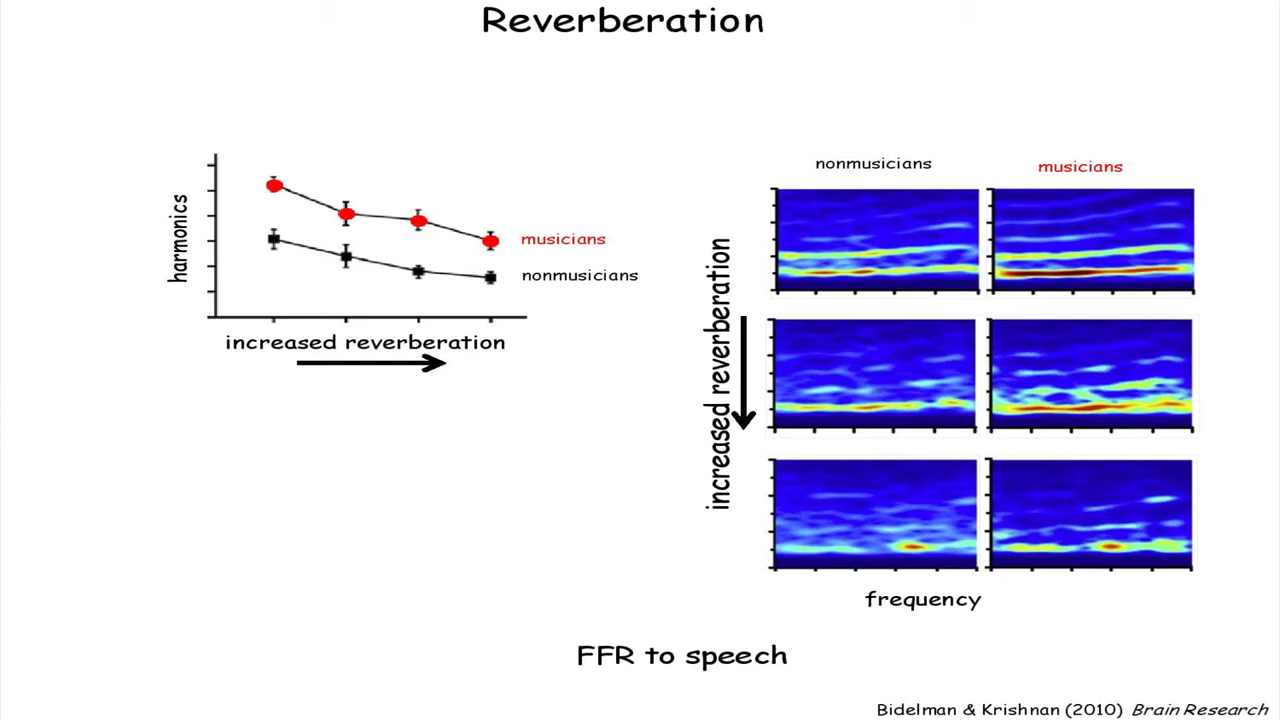 Reverberation
harmonics
musicians
nonmusicians
increased reverberation
nonmusicians
musicians
increased reverberation
frequency
FFR to speech
Bidelman & Krishnan (2010) Brain Research